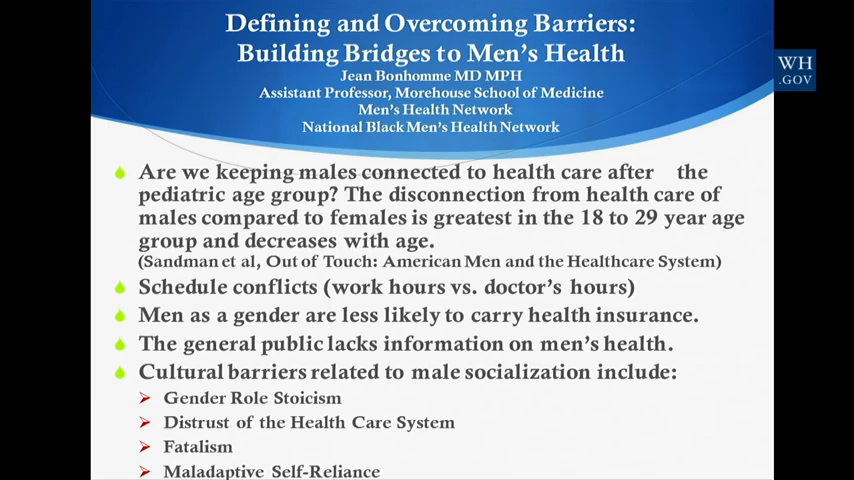 Defining and Overcoming Barriers:
Building Bridges to Men's Health
Jean Bonhomme MD MPH
Assistant Professor, Morehouse School of Medicine
Men's Health Network
National Black Men's Health Network
WH
.GOV
Are we keeping males connected to health care after the
pediatric age group? The disconnection from health care of
males compared to females is greatest in the 18 to 29 year age
group and decreases with age.
(Sandman et al, Out of Touch: American Men and the Healthcare System)
Schedule conflicts (work hours vs. doctor's hours)
Men as a gender are less likely to carry health insurance.
The general public lacks information on men's health.
Cultural barriers related to male socialization include:
Gender Role Stoicism
Distrust of the Health Care System
Fatalism
Maladaptive Self-Reliance